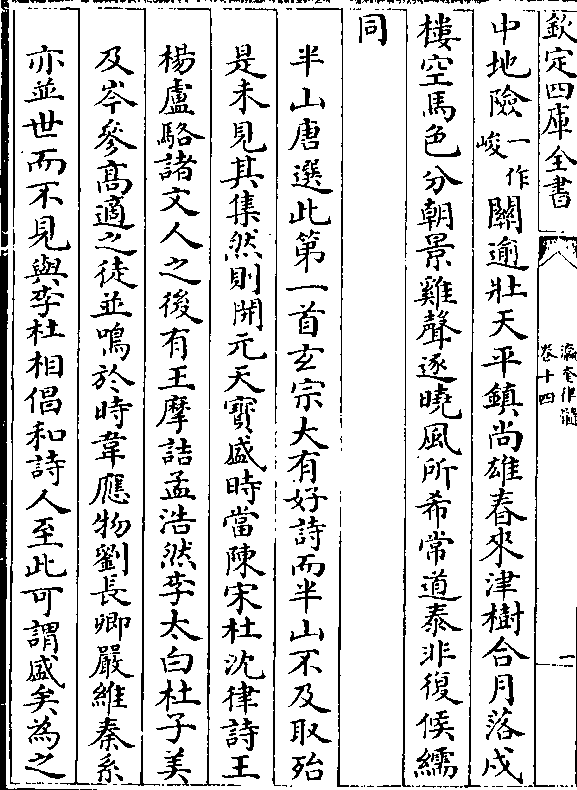 欽定四庫全書
瀛奎律髓
卷十四
一
中地險一作峻關逾壯天平鎮尚雄春來津樹合月落戍
樓空馬色分朝景雞聲逐曉風所希常道泰非復候繻
同
半山唐選此第一首玄宗大有好詩而半山不及取殆
是未見其集然則開元天寳盛時當陳宋杜沈律詩王
楊盧駱諸文人之後有王摩詰孟浩然李太白杜子美
及岑參髙適之徒並鳴於時韋應物劉長卿嚴維秦系
亦並世而不見與李杜相倡和詩人至此可謂盛矣為之